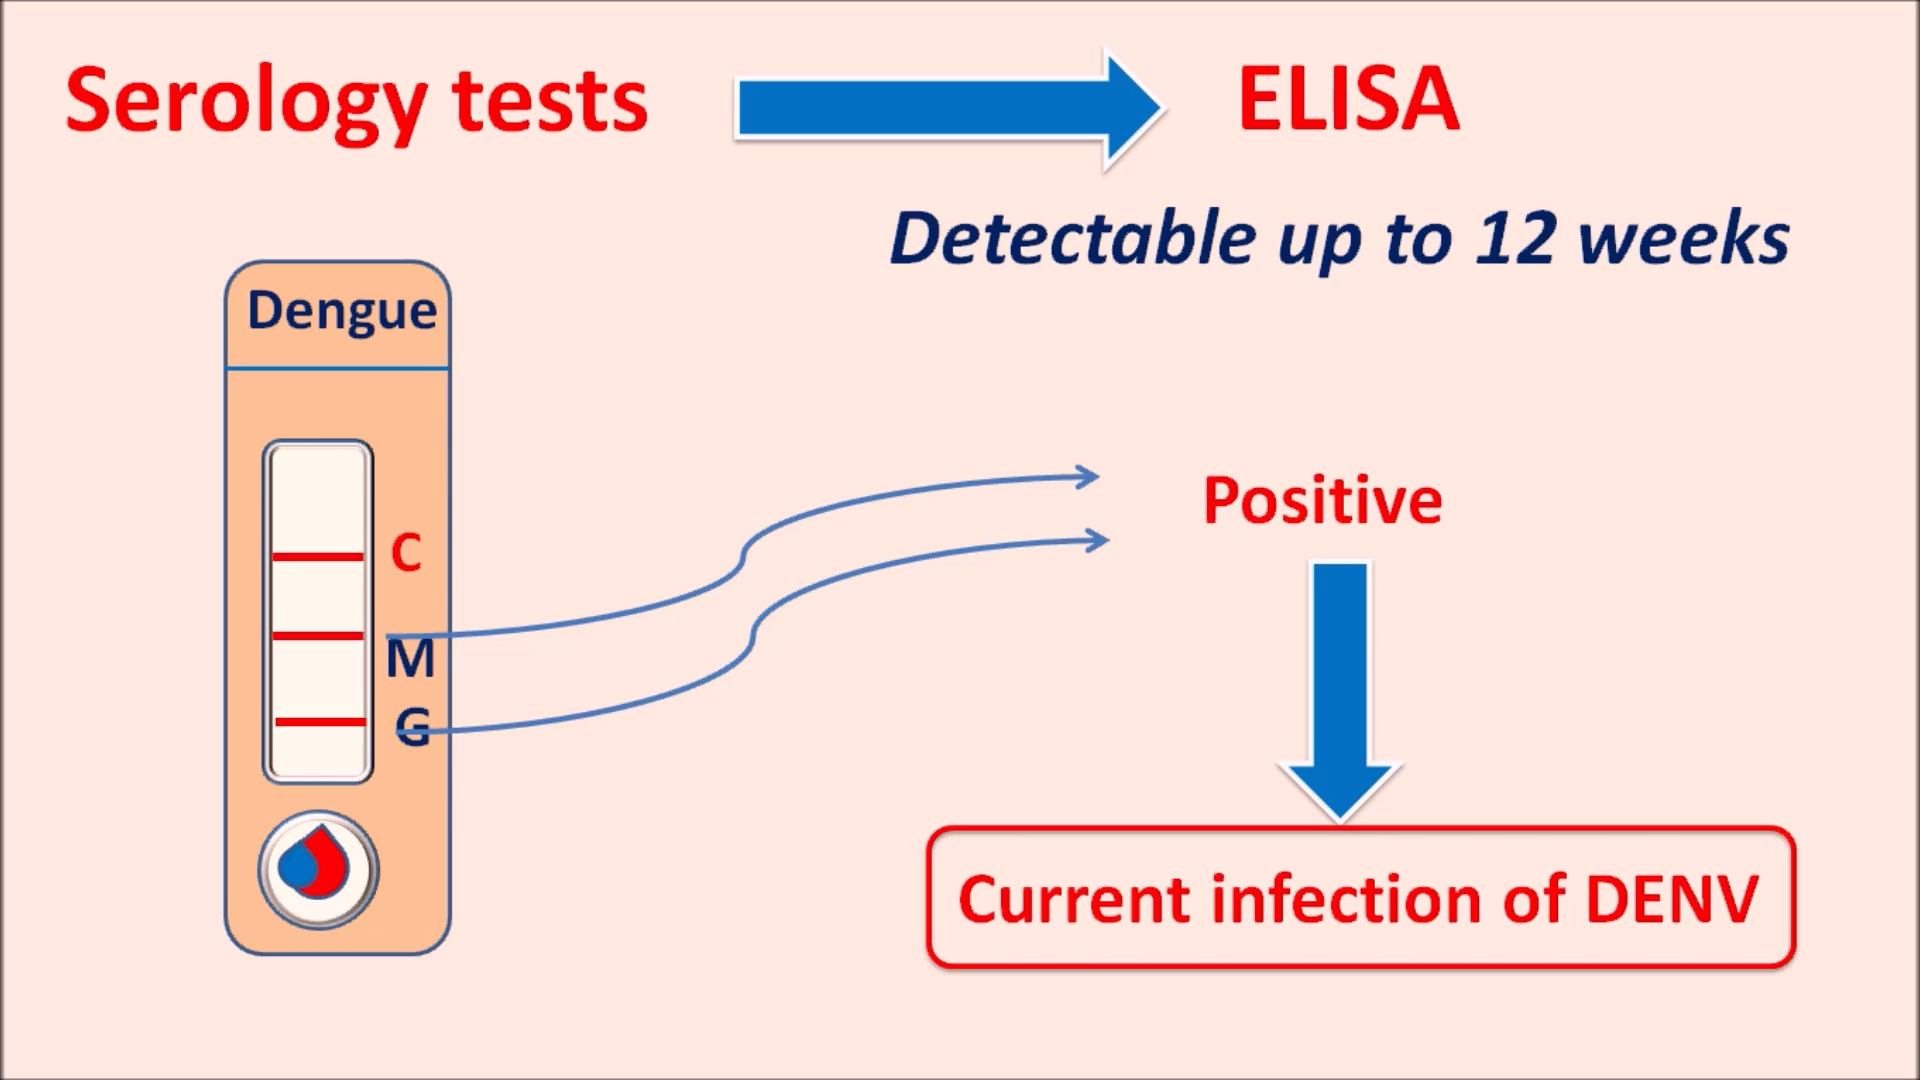 Serology tests
ELISA
Detectable up to 12 weeks
Dengue
C
M
G
Positive
Current infection of DENV